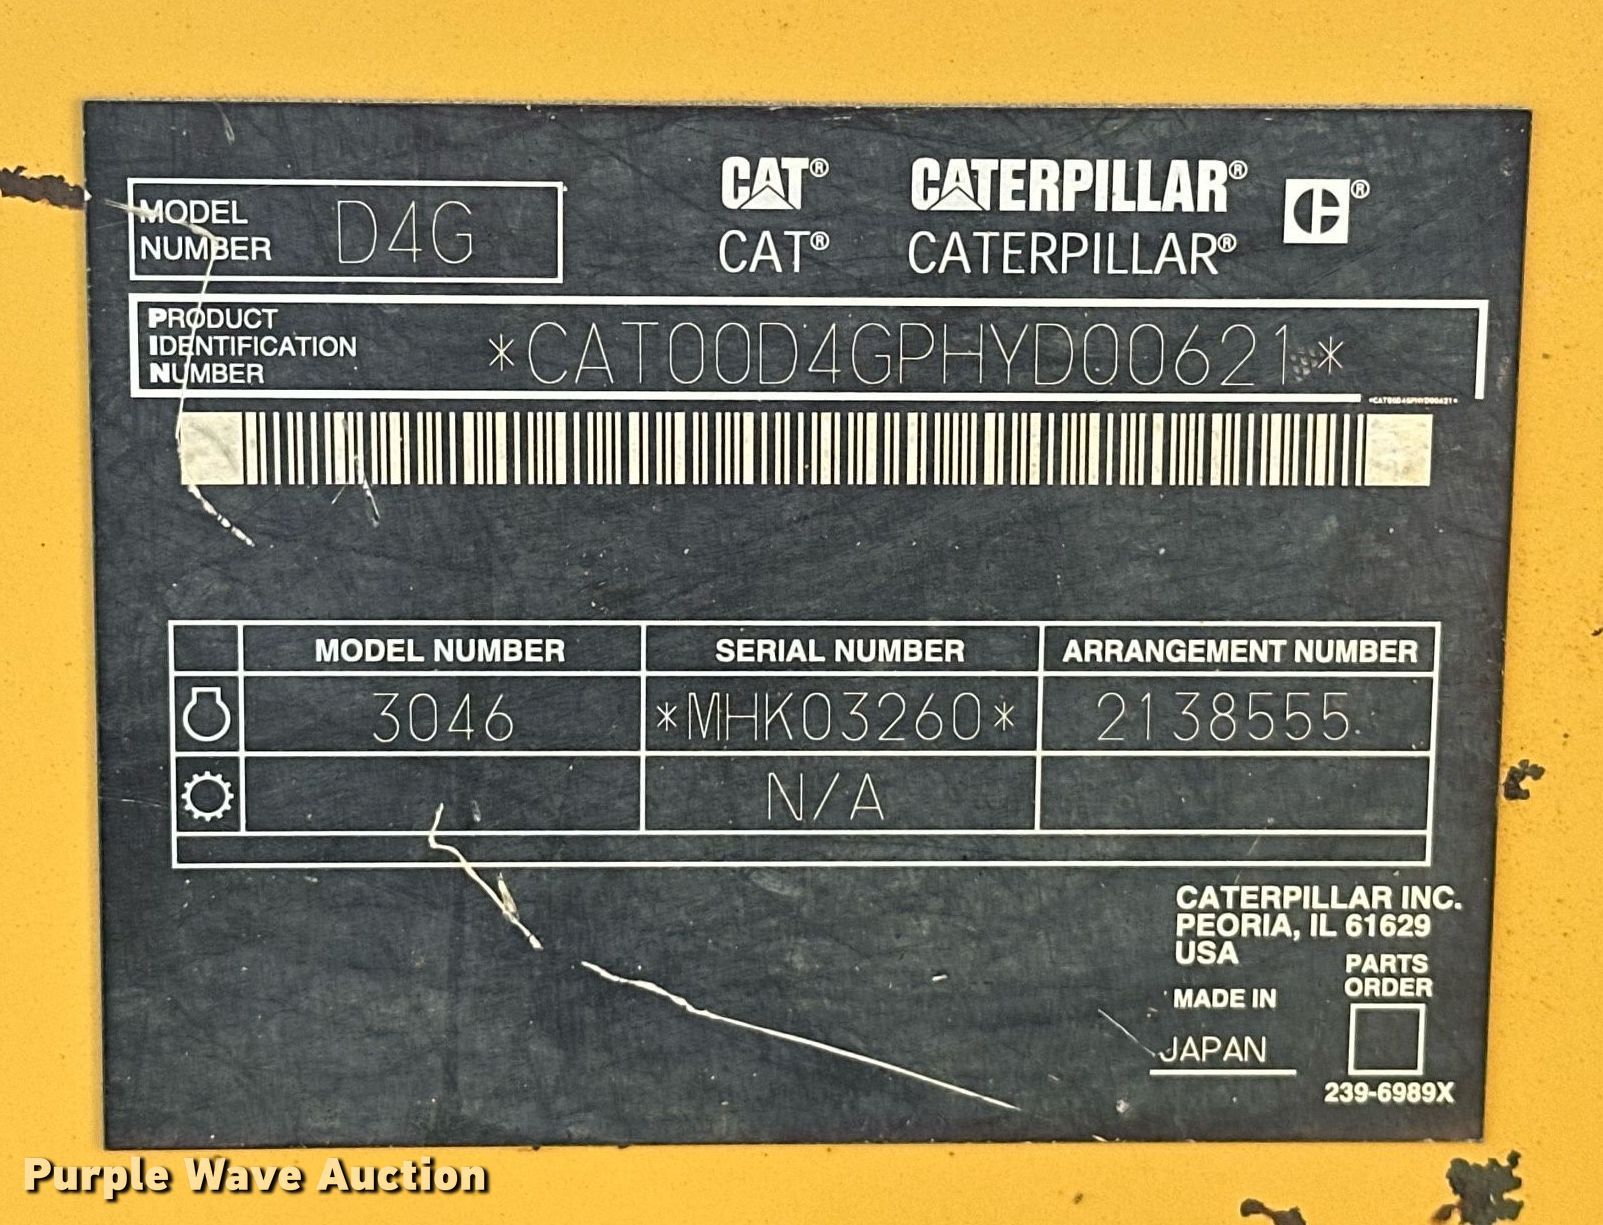 CAT® CATERPILLAR® ®
CAT® CATERPILLAR®
MODEL NUMBER D4G
PRODUCT IDENTIFICATION NUMBER *CAT00D4GPHYD00621*
*CAT00D4GPHYD00621*
MODEL NUMBER SERIAL NUMBER ARRANGEMENT NUMBER
3046 *MHK03260* 2138555
N/A
CATERPILLAR INC.
PEORIA, IL 61629
USA
PARTS
ORDER
MADE IN
JAPAN
239-6989X
Purple Wave Auction